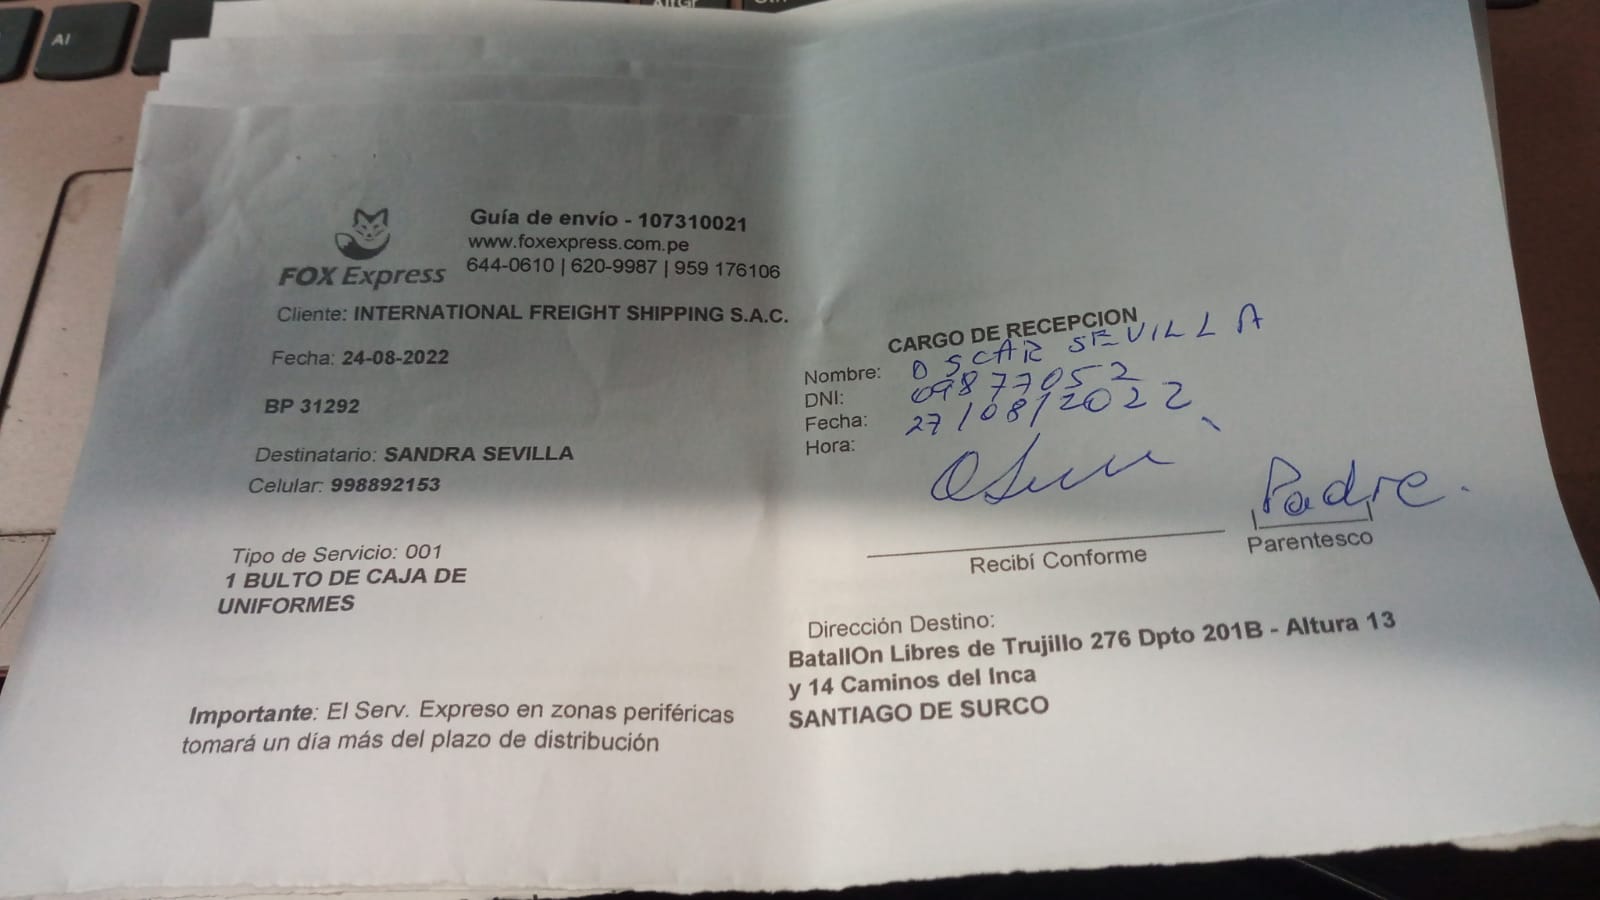 Guía de envío - 107310021
www.foxexpress.com.pe
644-0610 | 620-9987 | 959 176106
FOX Express
Cliente: INTERNATIONAL FREIGHT SHIPPING S.A.C.
Fecha: 24-08-2022
BP 31292
Destinatario: SANDRA SEVILLA
Celular: 998892153
Tipo de Servicio: 001
1 BULTO DE CAJA DE
UNIFORMES
Importante: El Serv. Expreso en zonas periféricas
tomará un día más del plazo de distribución
CARGO DE RECEPCION
Nombre: OSCAR SEVILLA
DNI: 09877052
Fecha: 27/08/2022
Hora:
Padre.
Recibí Conforme
Parentesco
Dirección Destino:
BatallOn Libres de Trujillo 276 Dpto 201B - Altura 13
y 14 Caminos del Inca
SANTIAGO DE SURCO